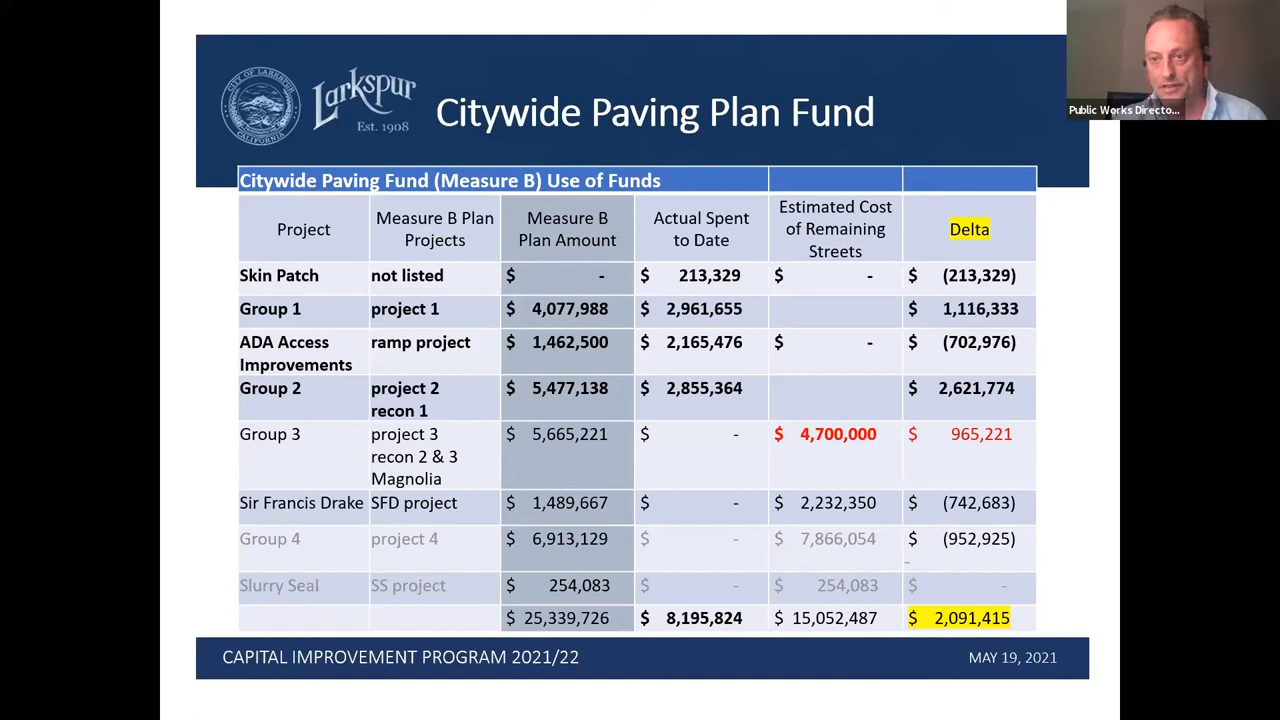 CITY OF LARKSPUR
CALIFORNIA
Larkspur
Est. 1908
Citywide Paving Plan Fund
Public Works Directo...
Citywide Paving Fund (Measure B) Use of Funds
Project
Measure B Plan
Projects
Measure B
Plan Amount
Actual Spent
to Date
Estimated Cost
of Remaining
Streets
Delta
Skin Patch not listed $ - $ 213,329 $ - $ (213,329)
Group 1 project 1 $ 4,077,988 $ 2,961,655 $ 1,116,333
ADA Access ramp project $ 1,462,500 $ 2,165,476 $ - $ (702,976)
Improvements
Group 2 project 2 $ 5,477,138 $ 2,855,364 $ 2,621,774
recon 1
Group 3 project 3 $ 5,665,221 $ - $ 4,700,000 $ 965,221
recon 2 & 3
Magnolia
Sir Francis Drake SFD project $ 1,489,667 $ - $ 2,232,350 $ (742,683)
Group 4 project 4 $ 6,913,129 $ - $ 7,866,054 $ (952,925)
-
Slurry Seal SS project $ 254,083 $ - $ 254,083 $ -
$ 25,339,726 $ 8,195,824 $ 15,052,487 $ 2,091,415
CAPITAL IMPROVEMENT PROGRAM 2021/22
MAY 19, 2021